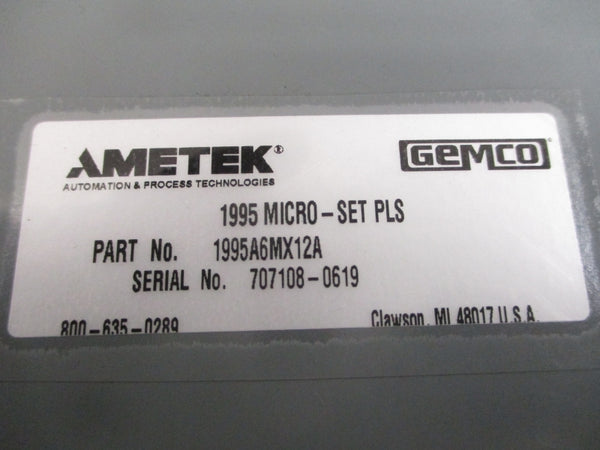 AMETEK®
GEMCO
AUTOMATION & PROCESS TECHNOLOGIES
1995 MICRO-SET PLS
PART No. 1995A6MX12A
SERIAL No. 707108-0619
800-635-0289 Clawson, MI 48017 U.S.A.